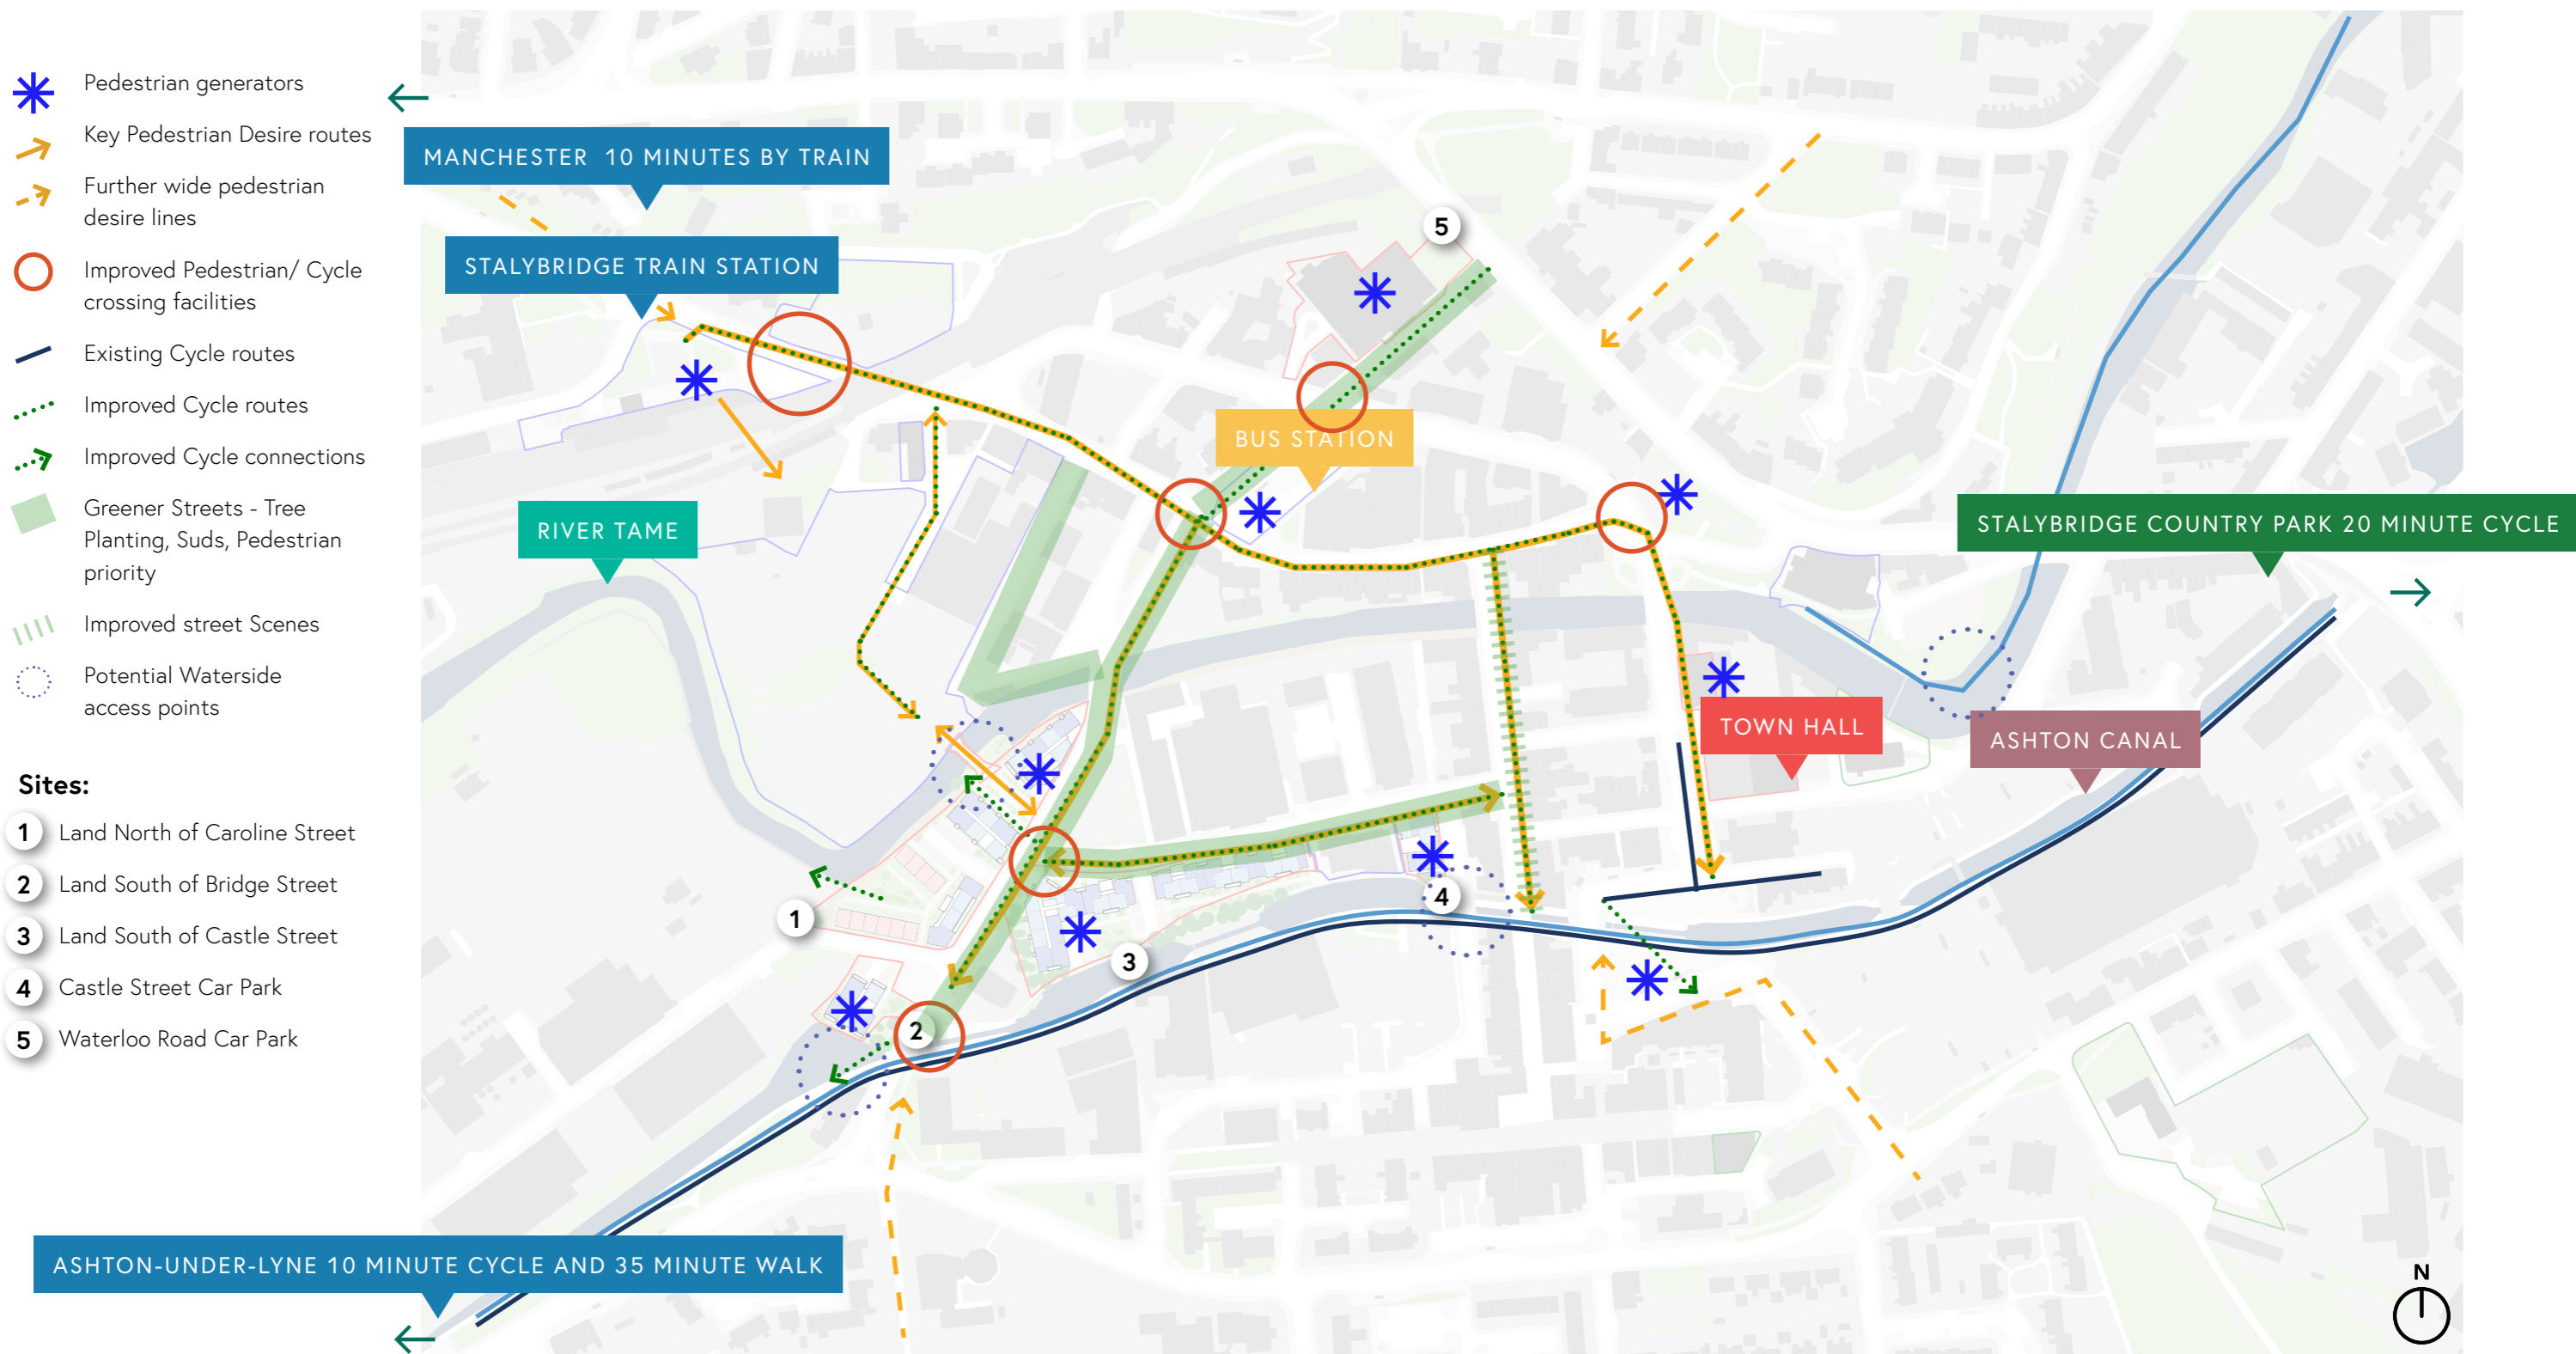 Pedestrian generators
Key Pedestrian Desire routes
Further wide pedestrian
desire lines
Improved Pedestrian/ Cycle
crossing facilities
Existing Cycle routes
Improved Cycle routes
Improved Cycle connections
Greener Streets - Tree
Planting, Suds, Pedestrian
priority
Improved street Scenes
Potential Waterside
access points
Sites:
1 Land North of Caroline Street
2 Land South of Bridge Street
3 Land South of Castle Street
4 Castle Street Car Park
5 Waterloo Road Car Park
MANCHESTER 10 MINUTES BY TRAIN
5
STALYBRIDGE TRAIN STATION
BUS STATION
RIVER TAME
STALYBRIDGE COUNTRY PARK 20 MINUTE CYCLE
TOWN HALL
ASHTON CANAL
4
1
3
2
ASHTON-UNDER-LYNE 10 MINUTE CYCLE AND 35 MINUTE WALK
N